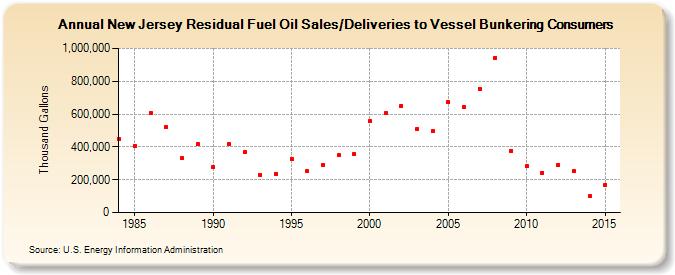 Annual New Jersey Residual Fuel Oil Sales/Deliveries to Vessel Bunkering Consumers
Thousand Gallons
1,000,000
800,000
600,000
400,000
200,000
0
1985 1990 1995 2000 2005 2010 2015
Source: U.S. Energy Information Administration